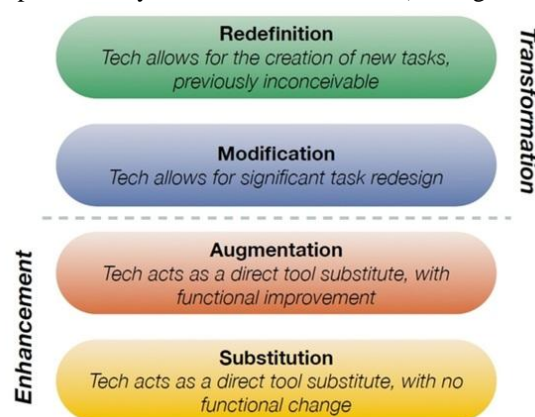 Redefinition
Tech allows for the creation of new tasks,
previously inconceivable
Transformation
Modification
Tech allows for significant task redesign
Augmentation
Tech acts as a direct tool substitute, with
functional improvement
Enhancement
Substitution
Tech acts as a direct tool substitute, with no
functional change